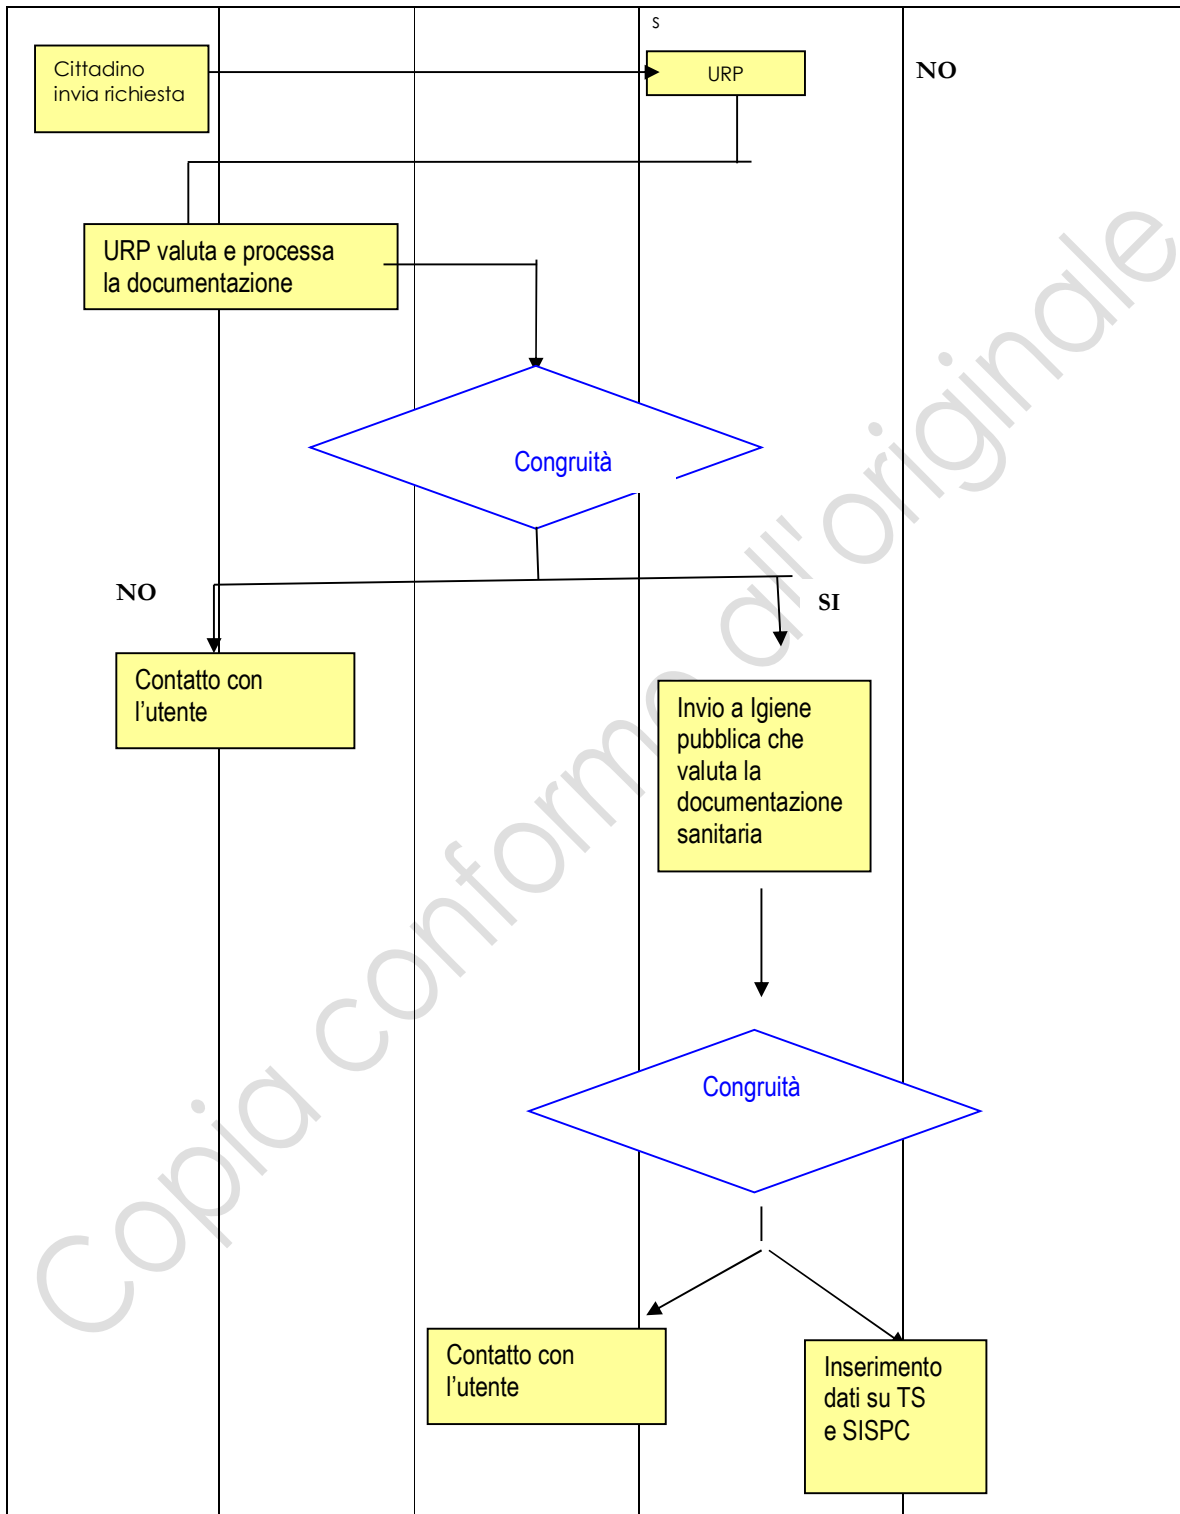 s
Cittadino
invia richiesta
URP
NO
URP valuta e processa
la documentazione
Congruità
NO
SI
Contatto con
l'utente
Invio a Igiene
pubblica che
valuta la
documentazione
sanitaria
Congruità
Contatto con
l'utente
Inserimento
dati su TS
e SISPC
Copia conforme all'originale